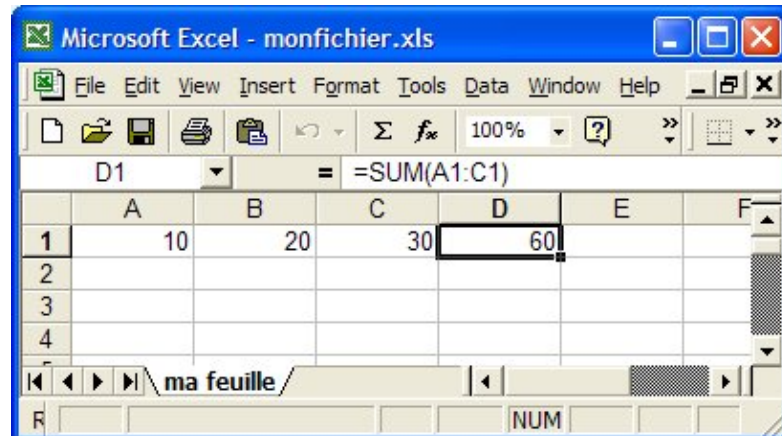 Microsoft Excel - monfichier.xls
File Edit View Insert Format Tools Data Window Help
Σ fx 100% ? »
D1 = =SUM(A1:C1)
A B C D E F
1 10 20 30 60
2
3
4
ma feuille
R NUM